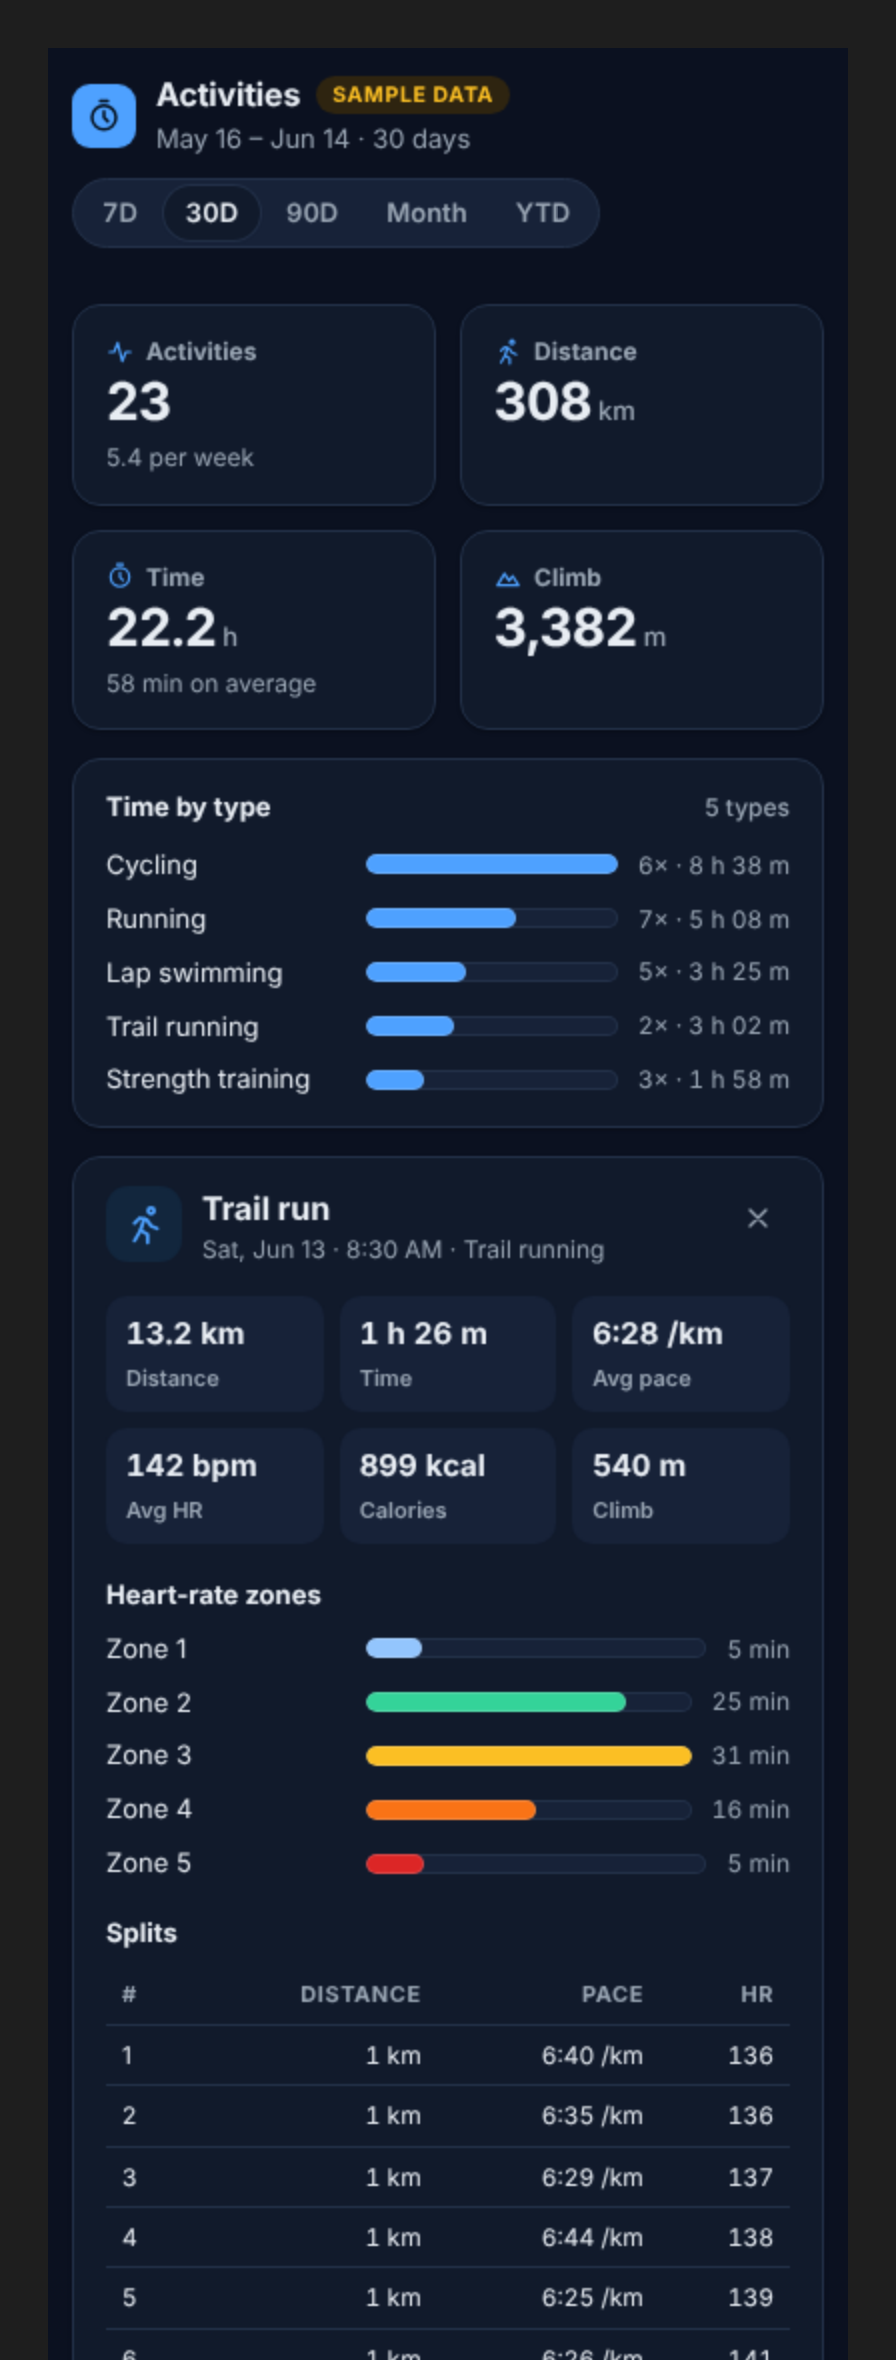 Activities SAMPLE DATA
May 16 – Jun 14 · 30 days
7D 30D 90D Month YTD
Activities
23
5.4 per week
Distance
308 km
Time
22.2 h
58 min on average
Climb
3,382 m
Time by type 5 types
Cycling 6× · 8 h 38 m
Running 7× · 5 h 08 m
Lap swimming 5× · 3 h 25 m
Trail running 2× · 3 h 02 m
Strength training 3× · 1 h 58 m
Trail run
Sat, Jun 13 · 8:30 AM · Trail running
13.2 km
Distance
1 h 26 m
Time
6:28 /km
Avg pace
142 bpm
Avg HR
899 kcal
Calories
540 m
Climb
Heart-rate zones
Zone 1 5 min
Zone 2 25 min
Zone 3 31 min
Zone 4 16 min
Zone 5 5 min
Splits
# DISTANCE PACE HR
1 1 km 6:40 /km 136
2 1 km 6:35 /km 136
3 1 km 6:29 /km 137
4 1 km 6:44 /km 138
5 1 km 6:25 /km 139
6 1 km 6:26 /km 141